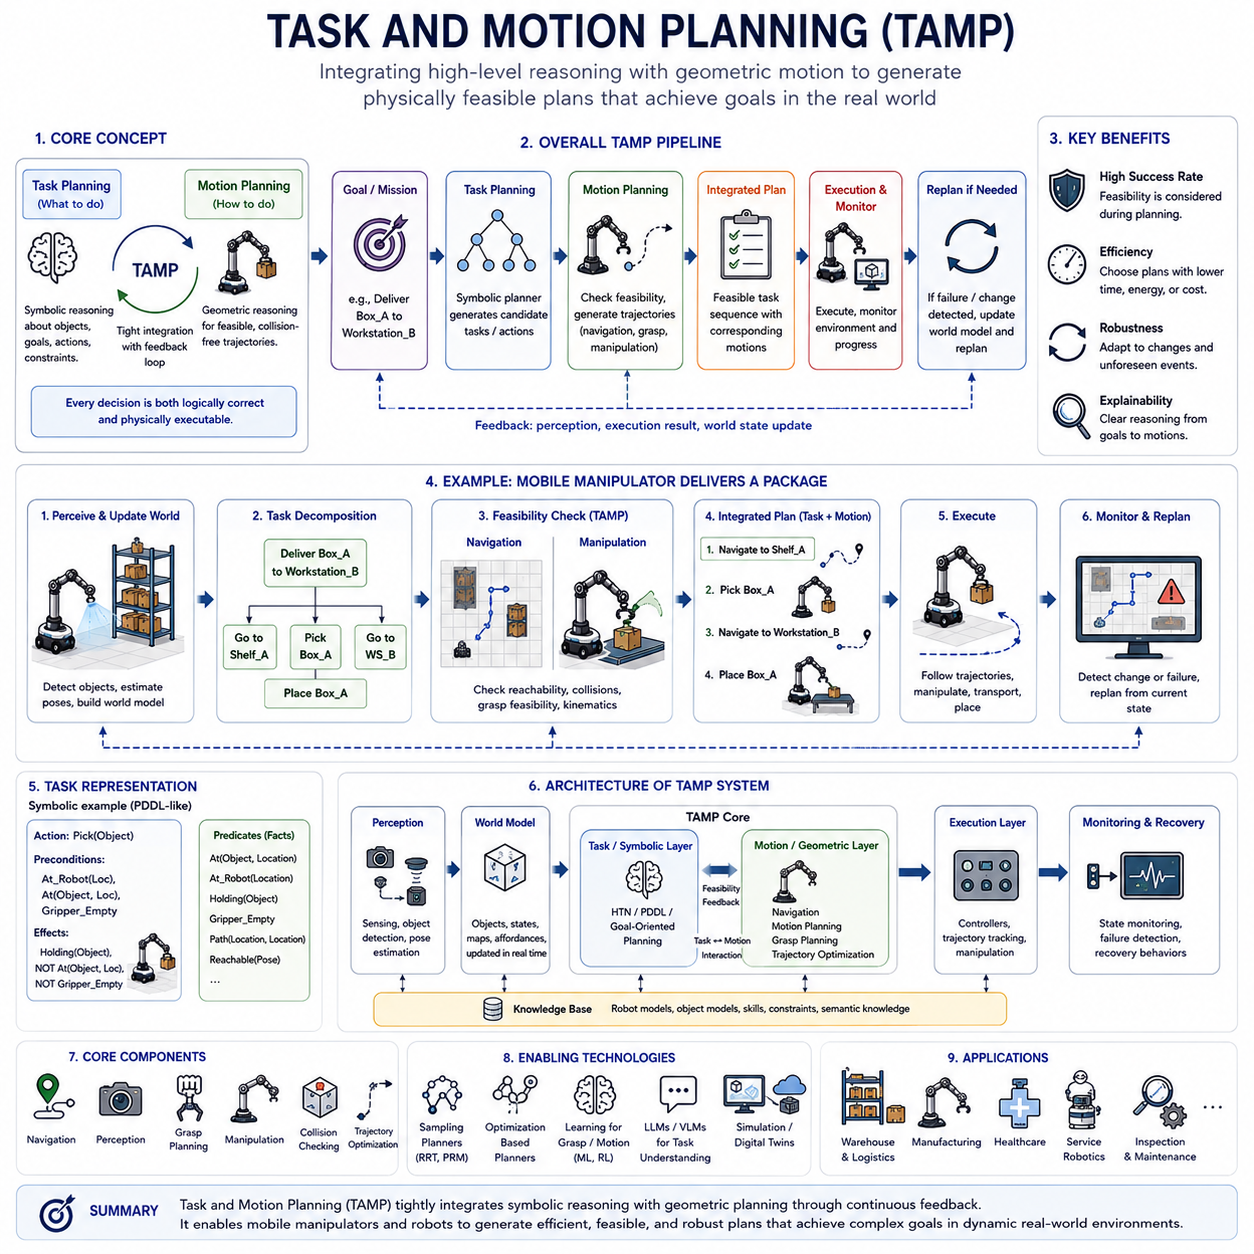 TASK AND MOTION PLANNING (TAMP)
Integrating high-level reasoning with geometric motion to generate
physically feasible plans that achieve goals in the real world
1. CORE CONCEPT
Task Planning
(What to do)
Motion Planning
(How to do)
TAMP
Symbolic reasoning
about objects,
goals, actions,
constraints.
Tight integration
with feedback
loop
Geometric reasoning
for feasible, collision-
free trajectories.
Every decision is both logically correct
and physically executable.
2. OVERALL TAMP PIPELINE
Goal / Mission
e.g., Deliver
Box_A to
Workstation_B
Task Planning
Symbolic planner
generates candidate
tasks / actions
Motion Planning
Check feasibility,
generate trajectories
(navigation, grasp,
manipulation)
Integrated Plan
Feasible task
sequence with
corresponding
motions
Execution &
Monitor
Execute, monitor
environment and
progress
Replan if Needed
If failure / change
detected, update
world model and
replan
Feedback: perception, execution result, world state update
3. KEY BENEFITS
High Success Rate
Feasibility is considered
during planning.
Efficiency
Choose plans with lower
time, energy, or cost.
Robustness
Adapt to changes and
unforeseen events.
Explainability
Clear reasoning from
goals to motions.
4. EXAMPLE: MOBILE MANIPULATOR DELIVERS A PACKAGE
1. Perceive & Update World
Detect objects, estimate
poses, build world model
2. Task Decomposition
Deliver Box_A
to Workstation_B
Go to
Shelf_A
Pick
Box_A
Go to
WS_B
Place Box_A
3. Feasibility Check (TAMP)
Navigation
Manipulation
Check reachability, collisions,
grasp feasibility, kinematics
4. Integrated Plan (Task + Motion)
1. Navigate to Shelf_A
2. Pick Box_A
3. Navigate to Workstation_B
4. Place Box_A
5. Execute
Follow trajectories,
manipulate, transport,
place
6. Monitor & Replan
Detect change or failure,
replan from current
state
5. TASK REPRESENTATION
Symbolic example (PDDL-like)
Action: Pick(Object)
Preconditions:
At_Robot(Loc),
At(Object, Loc),
Gripper_Empty
Effects:
Holding(Object),
NOT At(Object, Loc),
NOT Gripper_Empty
Predicates (Facts)
At(Object, Location)
At_Robot(Location)
Holding(Object)
Gripper_Empty
Path(Location, Location)
Reachable(Pose)
...
6. ARCHITECTURE OF TAMP SYSTEM
Perception
Sensing, object
detection, pose
estimation
World Model
Objects, states,
maps, affordances,
updated in real time
TAMP Core
Task / Symbolic Layer
HTN / PDDL /
Goal-Oriented
Planning
Feasibility
Feedback
Task ↔ Motion
Interaction
Motion / Geometric Layer
Navigation
Motion Planning
Grasp Planning
Trajectory Optimization
Execution Layer
Controllers,
trajectory tracking,
manipulation
Monitoring & Recovery
State monitoring,
failure detection,
recovery behaviors
Knowledge Base Robot models, object models, skills, constraints, semantic knowledge
7. CORE COMPONENTS
Navigation
Perception
Grasp
Planning
Manipulation
Collision
Checking
Trajectory
Optimization
8. ENABLING TECHNOLOGIES
Sampling
Planners
(RRT, PRM)
Optimization
Based
Planners
Learning for
Grasp / Motion
(ML, RL)
LLMs / VLMs
for Task
Understanding
Simulation /
Digital Twins
9. APPLICATIONS
Warehouse
& Logistics
Manufacturing
Healthcare
Service
Robotics
Inspection
& Maintenance
...
SUMMARY
Task and Motion Planning (TAMP) tightly integrates symbolic reasoning with geometric planning through continuous feedback.
It enables mobile manipulators and robots to generate efficient, feasible, and robust plans that achieve complex goals in dynamic real-world environments.